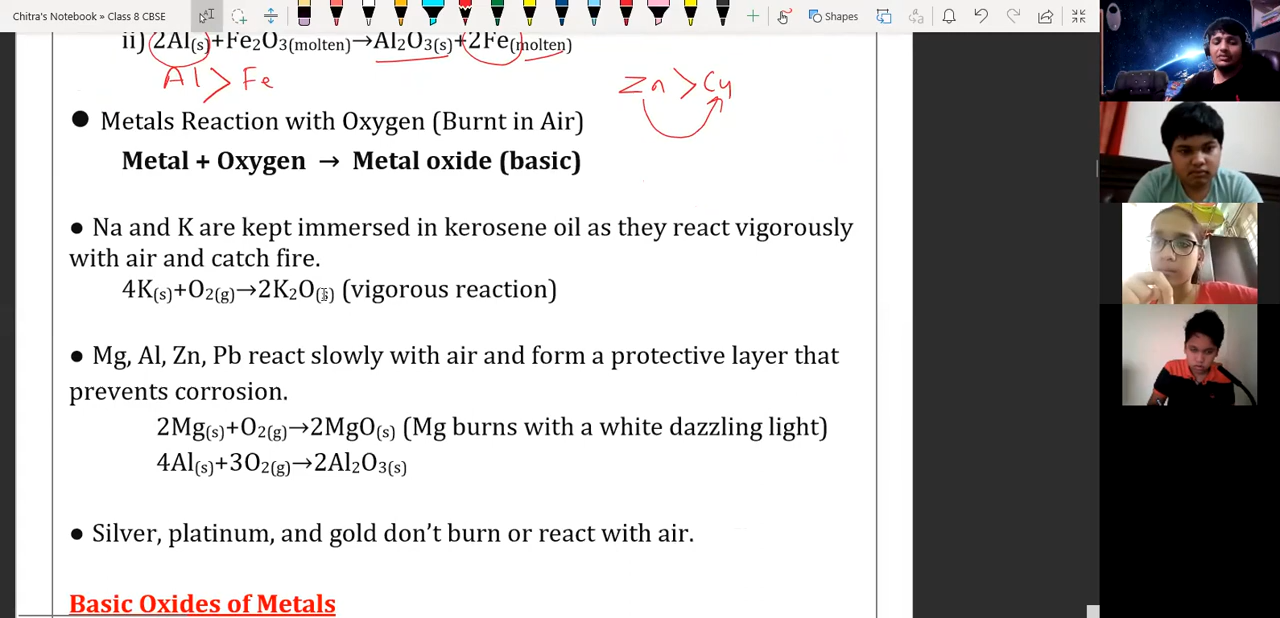 Chitra's Notebook » Class 8 CBSE
Shapes
ii) 2Al(s)+Fe₂O₃(molten)→Al₂O₃(s)+2Fe(molten)
Al > Fe
Zn > Cu
● Metals Reaction with Oxygen (Burnt in Air)
Metal + Oxygen → Metal oxide (basic)
● Na and K are kept immersed in kerosene oil as they react vigorously
with air and catch fire.
4K(s)+O₂(g)→2K₂O(s) (vigorous reaction)
● Mg, Al, Zn, Pb react slowly with air and form a protective layer that
prevents corrosion.
2Mg(s)+O₂(g)→2MgO(s) (Mg burns with a white dazzling light)
4Al(s)+3O₂(g)→2Al₂O₃(s)
● Silver, platinum, and gold don’t burn or react with air.
Basic Oxides of Metals